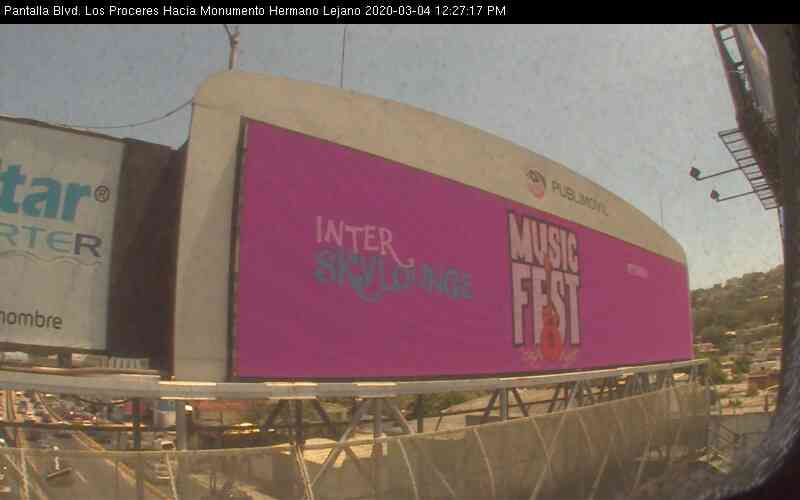 Pantalla Blvd. Los Proceres Hacia Monumento Hermano Lejano 2020-03-04 12:27:17 PM
tar®
RTER
nombre
PUBLIMOVIL
INTER
SKYLOUNGE
MUSIC
FEST